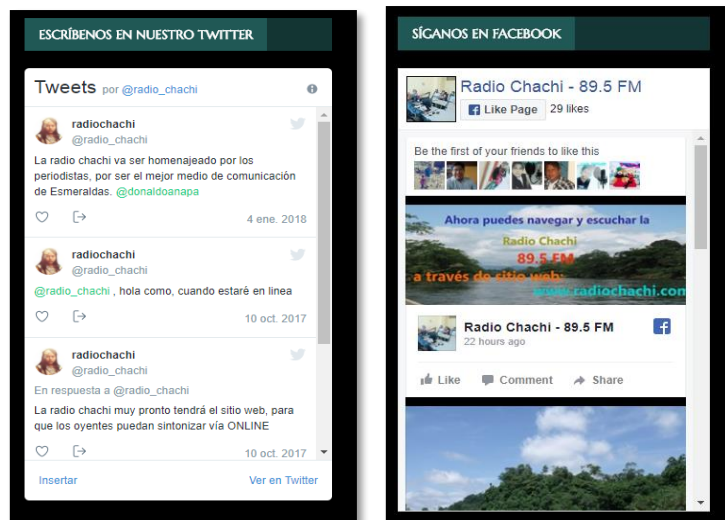 ESCRÍBENOS EN NUESTRO TWITTER
Tweets por @radio_chachi
radiochachi
@radio_chachi
La radio chachi va ser homenajeado por los
periodistas, por ser el mejor medio de comunicación
de Esmeraldas. @donaldoanapa
4 ene. 2018
radiochachi
@radio_chachi
@radio_chachi , hola como, cuando estaré en linea
10 oct. 2017
radiochachi
@radio_chachi
En respuesta a @radio_chachi
La radio chachi muy pronto tendrá el sitio web, para
que los oyentes puedan sintonizar vía ONLINE
10 oct. 2017
Insertar
Ver en Twitter
SÍGANOS EN FACEBOOK
Radio Chachi - 89.5 FM
Like Page 29 likes
Be the first of your friends to like this
Ahora puedes navegar y escuchar la
Radio Chachi
89.5 FM
a través de sitio web:
www.radiochachi.com
Radio Chachi - 89.5 FM
22 hours ago
Like Comment Share